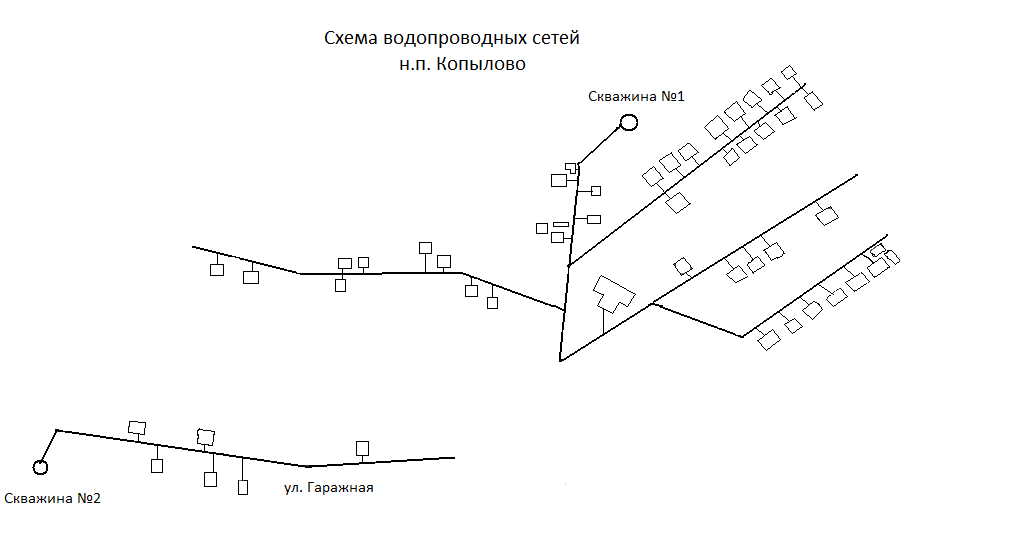 Схема водопроводных сетей
н.п. Копылово
Скважина №1
Скважина №2
ул. Гаражная